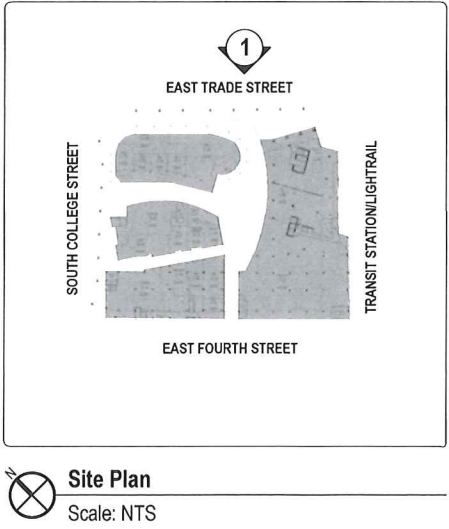 1
EAST TRADE STREET
SOUTH COLLEGE STREET
TRANSIT STATION/LIGHTRAIL
EAST FOURTH STREET
N
Site Plan
Scale: NTS